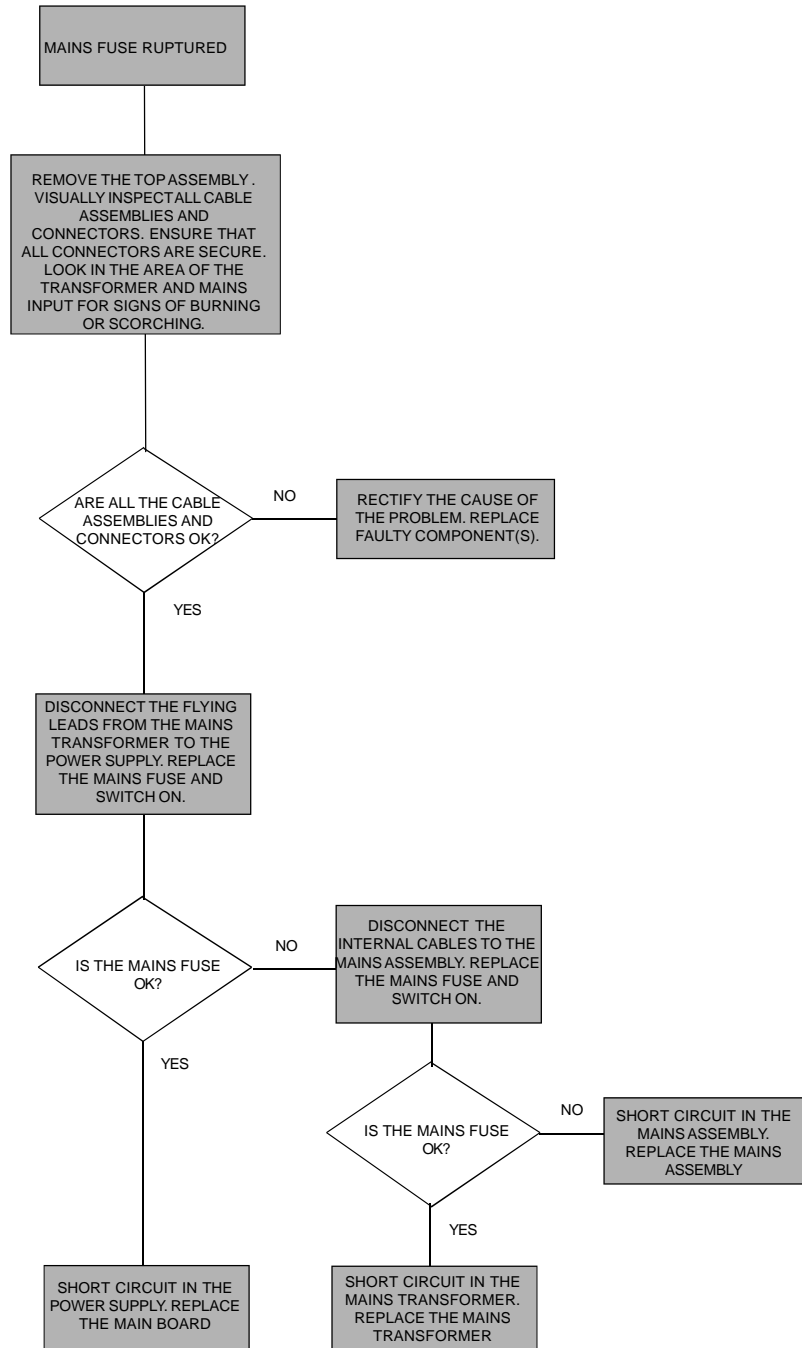 MAINS FUSE RUPTURED
REMOVE THE TOP ASSEMBLY .
VISUALLY INSPECT ALL CABLE
ASSEMBLIES AND
CONNECTORS. ENSURE THAT
ALL CONNECTORS ARE SECURE.
LOOK IN THE AREA OF THE
TRANSFORMER AND MAINS
INPUT FOR SIGNS OF BURNING
OR SCORCHING.
ARE ALL THE CABLE
ASSEMBLIES AND
CONNECTORS OK?
NO
RECTIFY THE CAUSE OF
THE PROBLEM. REPLACE
FAULTY COMPONENT(S).
YES
DISCONNECT THE FLYING
LEADS FROM THE MAINS
TRANSFORMER TO THE
POWER SUPPLY. REPLACE
THE MAINS FUSE AND
SWITCH ON.
IS THE MAINS FUSE
OK?
NO
DISCONNECT THE
INTERNAL CABLES TO THE
MAINS ASSEMBLY. REPLACE
THE MAINS FUSE AND
SWITCH ON.
YES
IS THE MAINS FUSE
OK?
NO
SHORT CIRCUIT IN THE
MAINS ASSEMBLY.
REPLACE THE MAINS
ASSEMBLY
YES
SHORT CIRCUIT IN THE
POWER SUPPLY. REPLACE
THE MAIN BOARD
SHORT CIRCUIT IN THE
MAINS TRANSFORMER.
REPLACE THE MAINS
TRANSFORMER